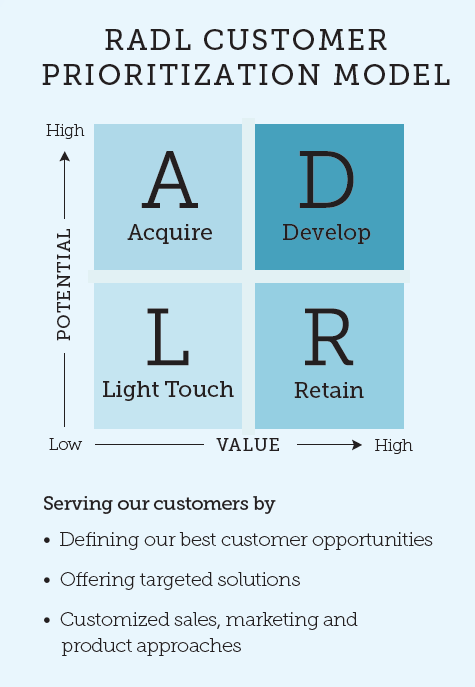 RADL CUSTOMER
PRIORITIZATION MODEL
High
A
Acquire
D
Develop
POTENTIAL
L
Light Touch
R
Retain
Low
VALUE
High
Serving our customers by
• Defining our best customer opportunities
• Offering targeted solutions
• Customized sales, marketing and
product approaches